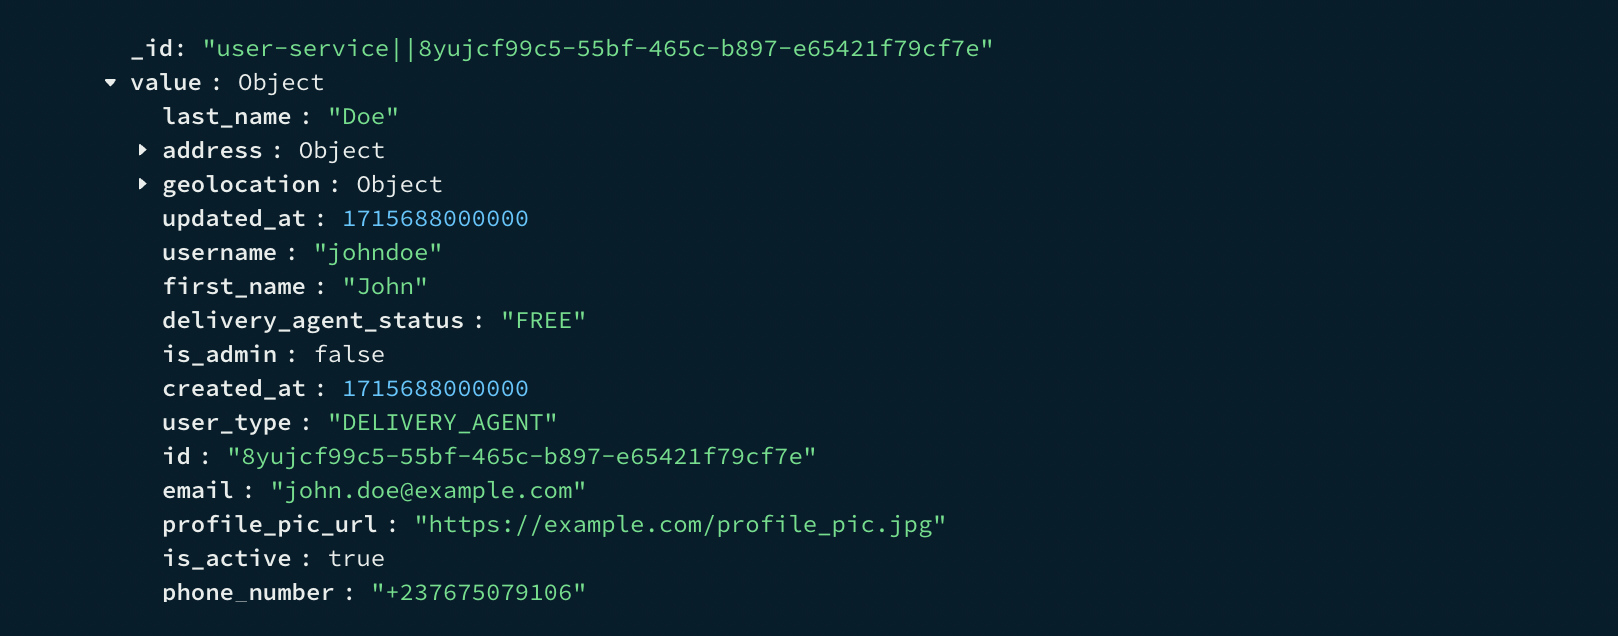 _id: "user-service||8yujcf99c5-55bf-465c-b897-e65421f79cf7e"
value : Object
last_name : "Doe"
address : Object
geolocation : Object
updated_at : 1715688000000
username : "johndoe"
first_name : "John"
delivery_agent_status : "FREE"
is_admin : false
created_at : 1715688000000
user_type : "DELIVERY_AGENT"
id : "8yujcf99c5-55bf-465c-b897-e65421f79cf7e"
email : "john.doe@example.com"
profile_pic_url : "https://example.com/profile_pic.jpg"
is_active : true
phone_number : "+237675079106"